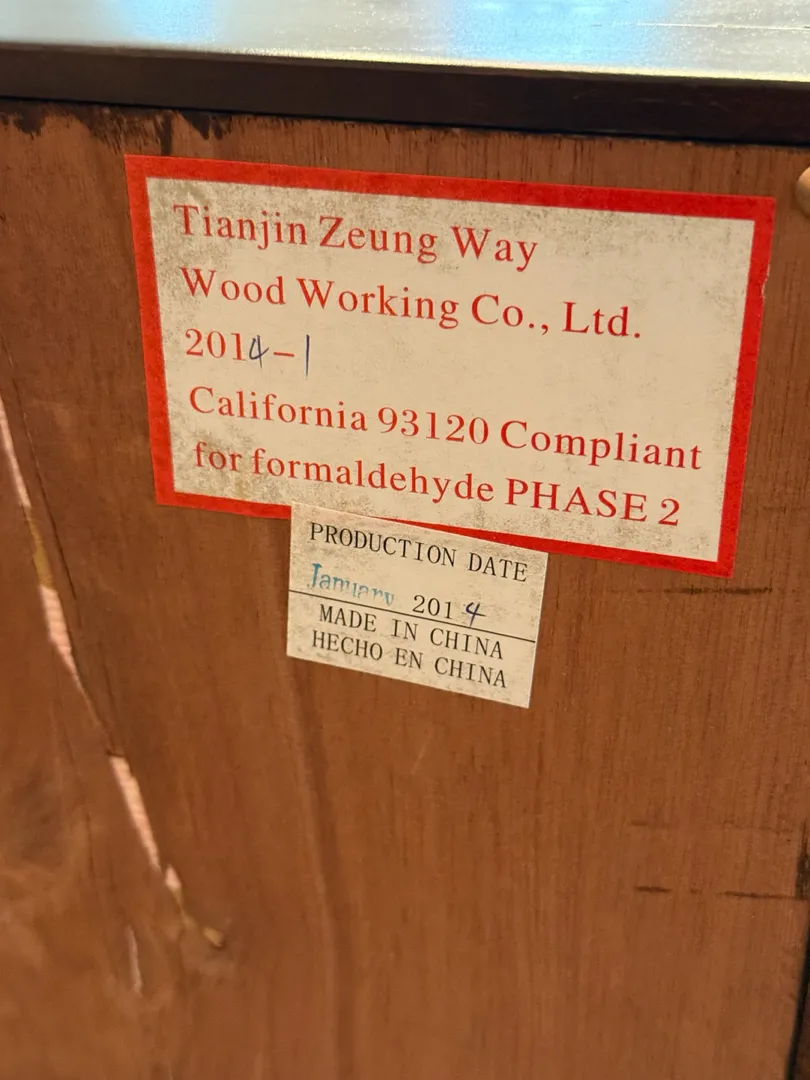 Tianjin Zeung Way
Wood Working Co., Ltd.
2014-1
California 93120 Compliant
for formaldehyde PHASE 2
PRODUCTION DATE
January 2014
MADE IN CHINA
HECHO EN CHINA